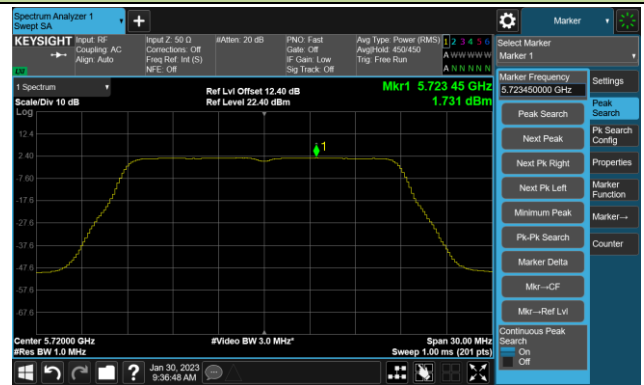 Spectrum Analyzer 1
Swept SA
+
Marker
KEYSIGHT
Input: RF
Coupling: AC
Align: Auto
Input Z: 50 Ω
Corrections: Off
Freq Ref: Int (S)
NFE: Off
#Atten: 20 dB
PNO: Fast
Gate: Off
IF Gain: Low
Sig Track: Off
Avg Type: Power (RMS)
Avg|Hold: 450/450
Trig: Free Run
1 2 3 4 5 6
A W W W W W
A N N N N N
Select Marker
Marker 1
1 Spectrum
Scale/Div 10 dB
Log
Ref Lvl Offset 12.40 dB
Ref Level 22.40 dBm
Mkr1 5.723 45 GHz
1.731 dBm
12.4
2.40
-7.60
-17.6
-27.6
-37.6
-47.6
-57.6
-67.6
1
Center 5.72000 GHz
#Res BW 1.0 MHz
#Video BW 3.0 MHz*
Span 30.00 MHz
Sweep 1.00 ms (201 pts)
Marker Frequency
5.723450000 GHz
Peak Search
Next Peak
Next Pk Right
Next Pk Left
Minimum Peak
Pk-Pk Search
Marker Delta
Mkr→CF
Mkr→Ref Lvl
Continuous Peak
Search
On
Off
Settings
Peak
Search
Pk Search
Config
Properties
Marker
Function
Marker→
Counter
?
Jan 30, 2023
9:36:48 AM